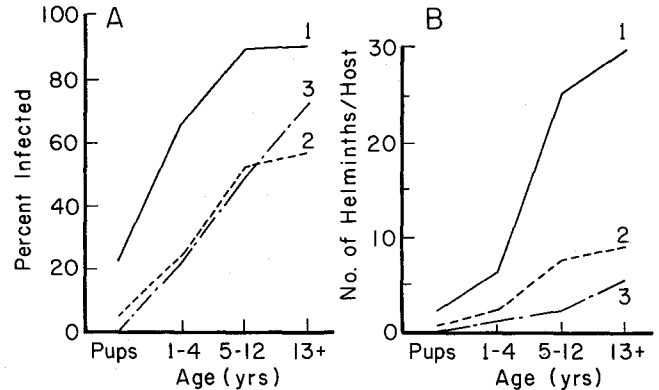 A
Percent Infected
100
80
60
40
20
0
1
3
2
Pups 1-4 5-12 13+
Age (yrs)
B
No. of Helminths/Host
30
20
10
0
1
2
3
Pups 1-4 5-12 13+
Age (yrs)